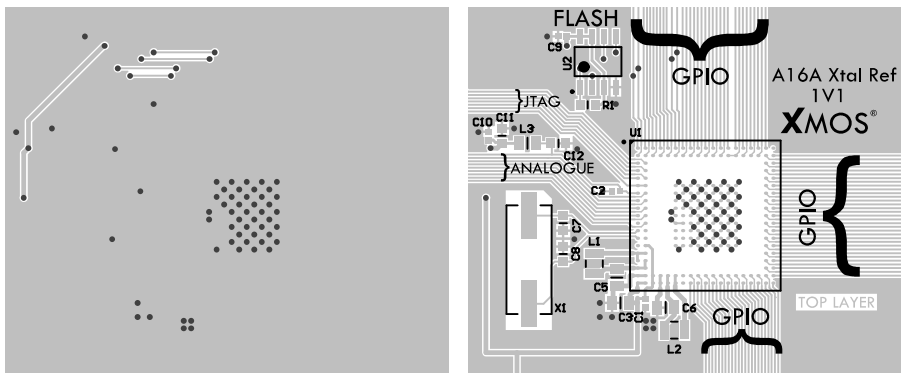 FLASH
C9
U2
GPIO
R1
A16A Xtal Ref
1V1
XMOS®
JTAG
C10
C11
L3
C12
U1
ANALOGUE
C2
GPIO
C7
L1
C8
C5
X1
C3
C1
C6
L2
GPIO
TOP LAYER